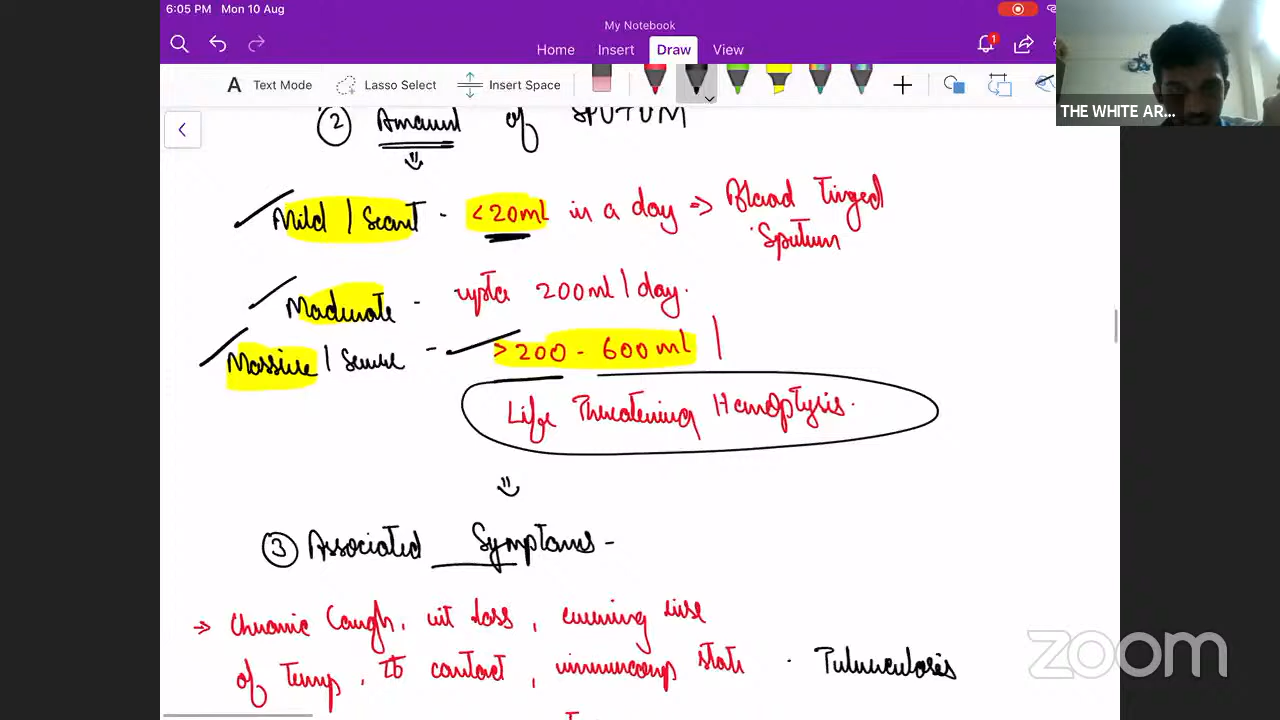 6:05 PM Mon 10 Aug
My Notebook
Home Insert Draw View
1
A Text Mode Lasso Select Insert Space
THE WHITE AR...
2 Amount of SPUTUM
Mild / Scant - <20ml in a day => Blood Tinged
Sputum
Moderate - upto 200ml/day.
Massive / Severe - >200 - 600ml /
Life Threatening Hemoptysis.
3 Associated Symptoms -
=> Chronic Cough, wt loss, evening rise
of Temp, Tb contact, immunocomp state . Tuberculosis
zoom